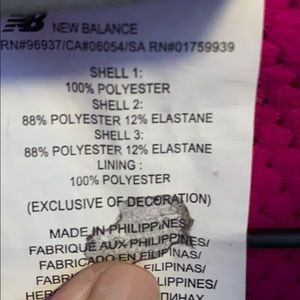 NEW BALANCE
RN#96937/CA#06054/SA RN#01759939
SHELL 1:
100% POLYESTER
SHELL 2:
88% POLYESTER 12% ELASTANE
SHELL 3:
88% POLYESTER 12% ELASTANE
LINING :
100% POLYESTER
(EXCLUSIVE OF DECORATION)
MADE IN PHILIPPINES/
FABRIQUE AUX PHILIPPINES/
FABRICADO EN FILIPINAS/